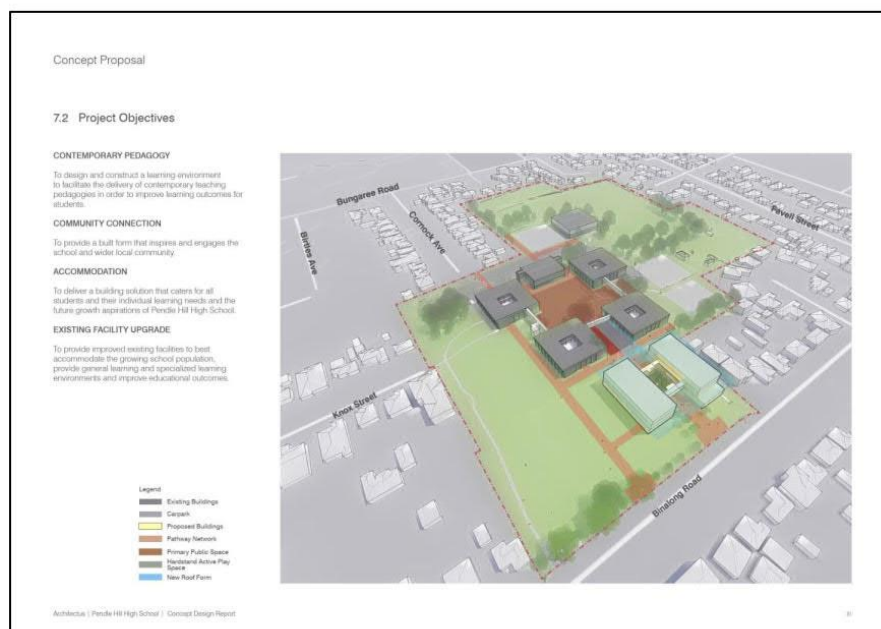 Concept Proposal
7.2 Project Objectives
CONTEMPORARY PEDAGOGY
To design and construct a learning environment
to facilitate the delivery of contemporary teaching
pedagogies in order to improve learning outcomes for
students.
COMMUNITY CONNECTION
To provide a built form that inspires and engages the
school and wider local community.
ACCOMMODATION
To deliver a building solution that caters for all
students and their individual learning needs and the
future growth aspirations of Pendle Hill High School.
EXISTING FACILITY UPGRADE
To provide improved existing facilities to best
accommodate the growing school population,
provide general learning and specialized learning
environments and improve educational outcomes.
Bungaree Road
Cornock Ave
Birdies Ave
Favell Street
Knox Street
Binalong Road
Legend
Existing Buildings
Carpark
Proposed Buildings
Pathway Network
Primary Public Space
Hardstand Active Play
Space
New Roof Form
Architectus | Pendle Hill High School | Concept Design Report